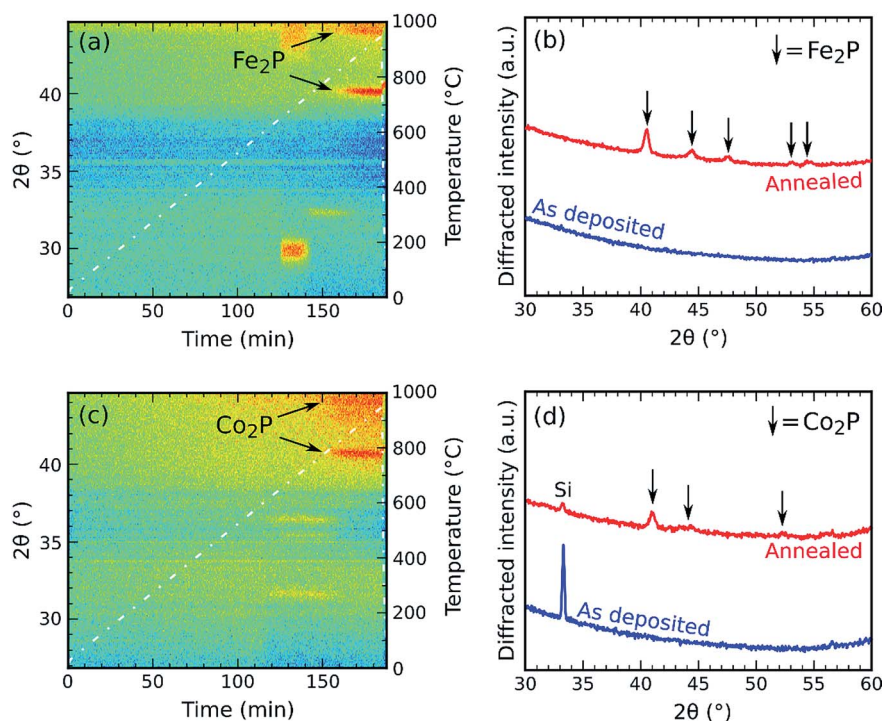 (a)
Fe₂P
2θ (°)
40
35
30
0
50
100
150
Time (min)
1000
800
600
400
200
0
Temperature (°C)
(b)
↓=Fe₂P
Annealed
As deposited
Diffracted intensity (a.u.)
30
35
40
45
50
55
60
2θ (°)
(c)
Co₂P
2θ (°)
40
35
30
0
50
100
150
Time (min)
1000
800
600
400
200
0
Temperature (°C)
(d)
↓=Co₂P
Si
Annealed
As deposited
Diffracted intensity (a.u.)
30
35
40
45
50
55
60
2θ (°)